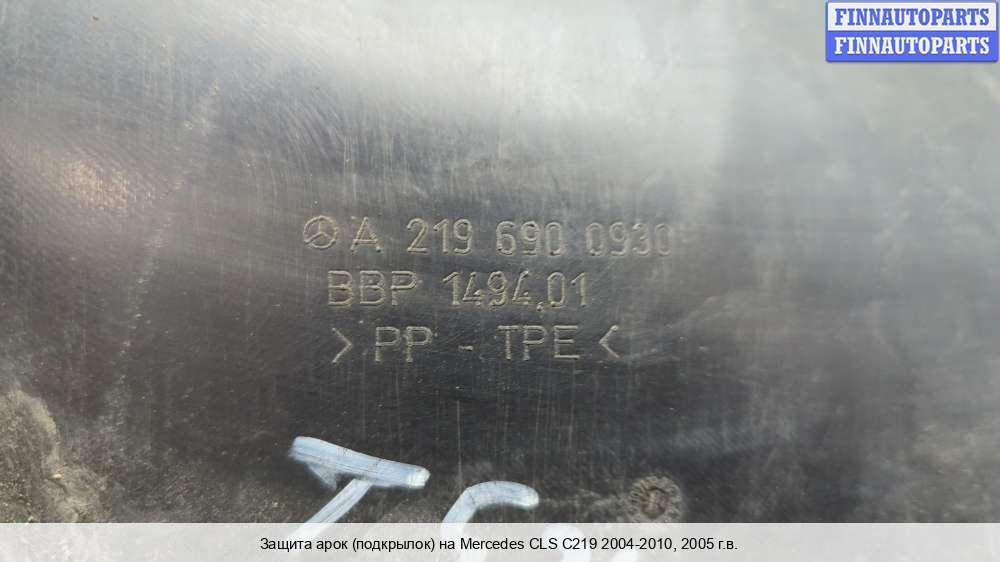 FINNAUTOPARTS
FINNAUTOPARTS
A 219 690 0930
BBP 1494,01
> PP - TPE <
Защита арок (подкрылок) на Mercedes CLS C219 2004-2010, 2005 г.в.